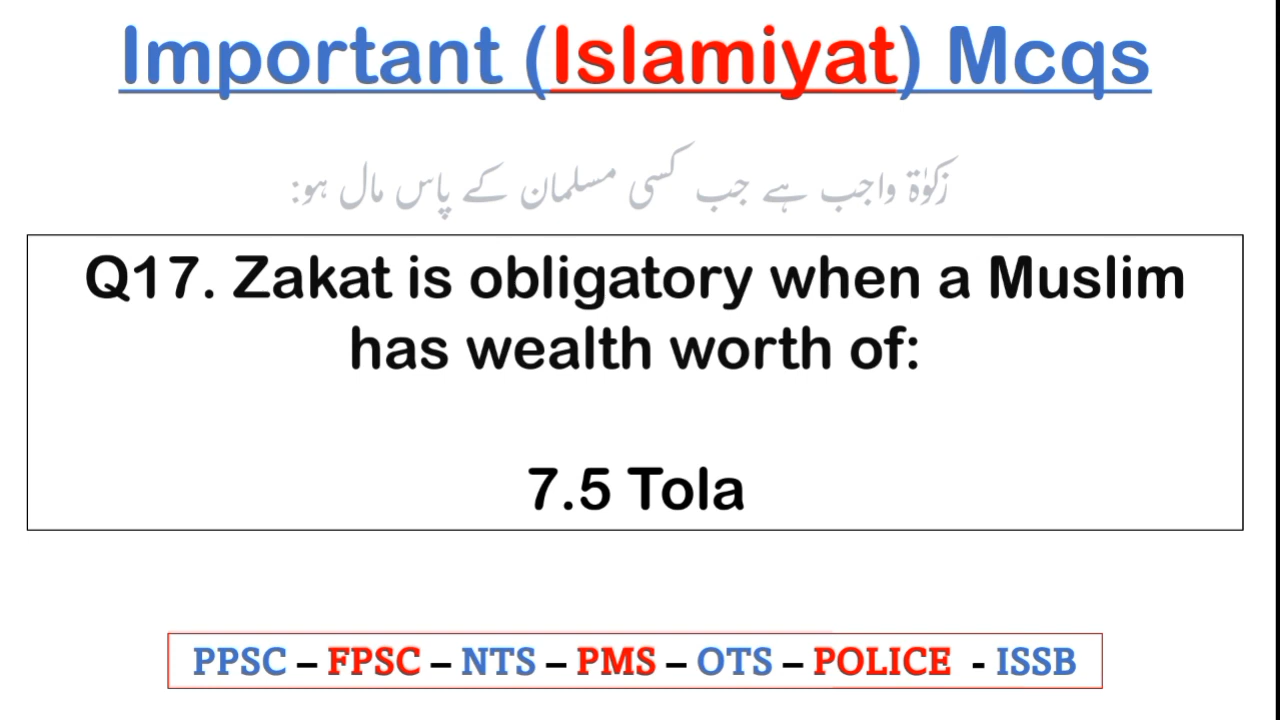 Important (Islamiyat) Mcqs
زکوٰۃ واجب ہے جب کسی مسلمان کے پاس مال ہو:
Q17. Zakat is obligatory when a Muslim
has wealth worth of:
7.5 Tola
PPSC – FPSC – NTS – PMS – OTS – POLICE - ISSB